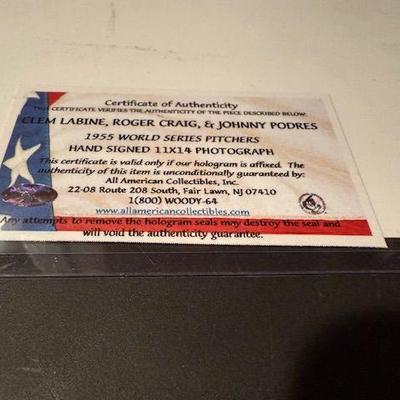 Certificate of Authenticity
THIS CERTIFICATE VERIFIES THE AUTHENTICITY OF THE PIECE DESCRIBED BELOW.
CLEM LABINE, ROGER CRAIG, & JOHNNY PODRES
1955 WORLD SERIES PITCHERS
HAND SIGNED 11X14 PHOTOGRAPH
This certificate is valid only if our hologram is affixed. The
authenticity of this item is unconditionally guaranteed by:
All American Collectibles, Inc.
22-08 Route 208 South, Fair Lawn, NJ 07410
1(800) WOODY-64
www.allamericancollectibles.com
Any attempts to remove the hologram seals may destroy the seal and
will void the authenticity guarantee.